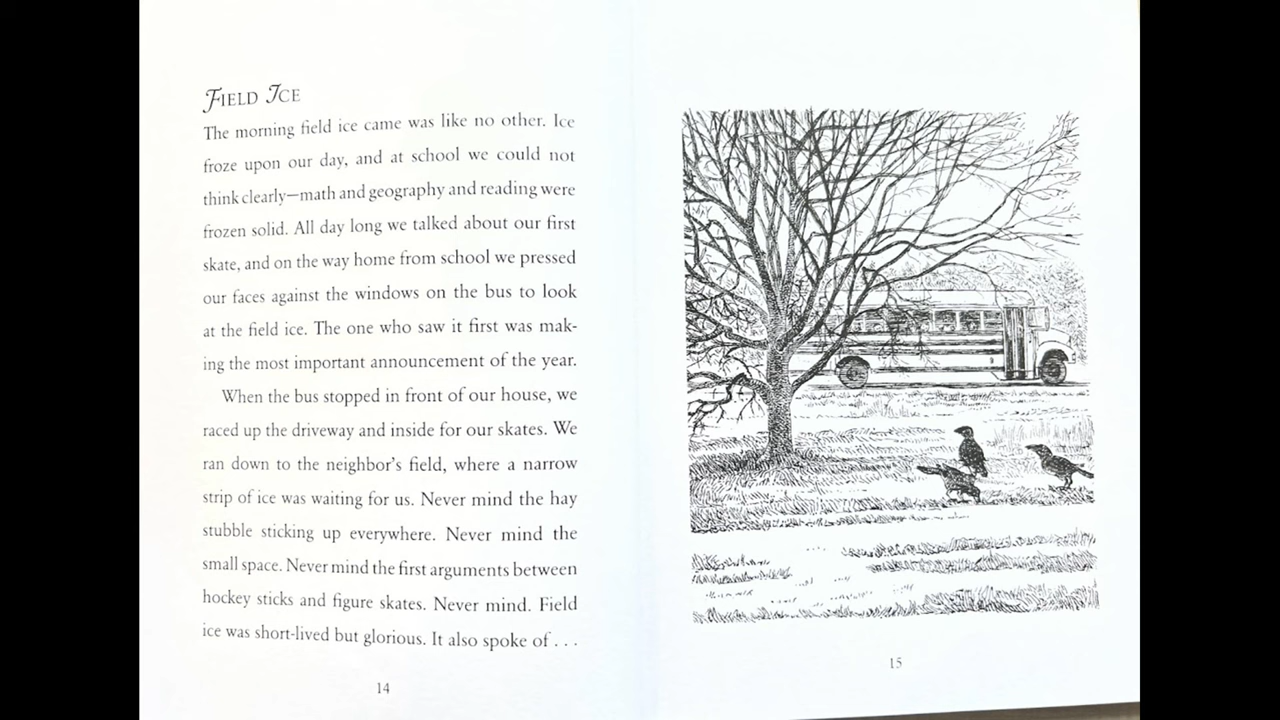 FIELD ICE
The morning field ice came was like no other. Ice
froze upon our day, and at school we could not
think clearly—math and geography and reading were
frozen solid. All day long we talked about our first
skate, and on the way home from school we pressed
our faces against the windows on the bus to look
at the field ice. The one who saw it first was mak-
ing the most important announcement of the year.
When the bus stopped in front of our house, we
raced up the driveway and inside for our skates. We
ran down to the neighbor's field, where a narrow
strip of ice was waiting for us. Never mind the hay
stubble sticking up everywhere. Never mind the
small space. Never mind the first arguments between
hockey sticks and figure skates. Never mind. Field
ice was short-lived but glorious. It also spoke of . . .
14
15